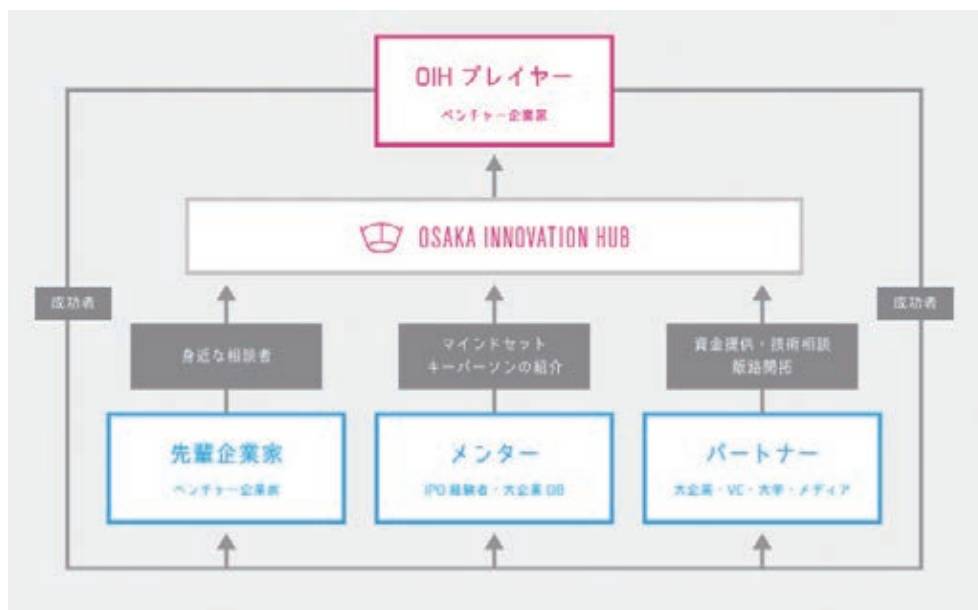 OIH プレイヤー
ベンチャー企業家
OSAKA INNOVATION HUB
成功者
成功者
身近な相談者
マインドセット
キーパーソンの紹介
資金提供・技術相談
販路開拓
先輩企業家
ベンチャー企業家
メンター
IPO 経験者・大企業 OB
パートナー
大企業・VC・大学・メディア